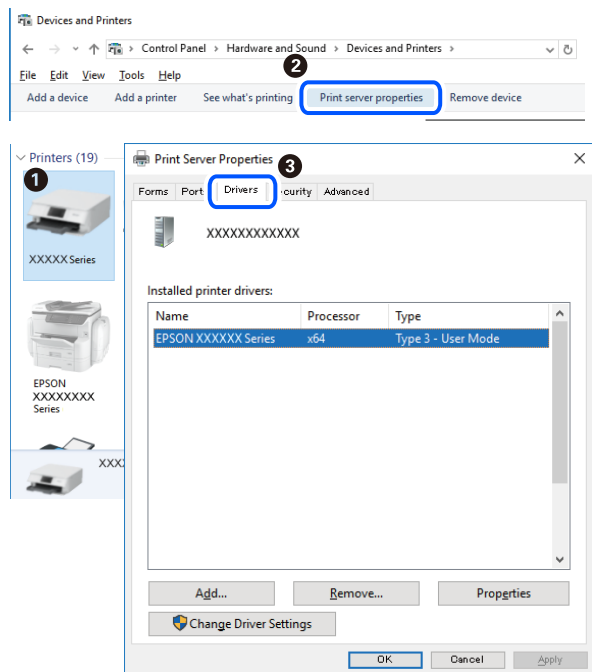 Devices and Printers
Control Panel > Hardware and Sound > Devices and Printers >
2
File Edit View Tools Help
Add a device Add a printer See what's printing Print server properties Remove device
Printers (19)
1
XXXXX Series
EPSON
XXXXXXXX
Series
XXX
Print Server Properties
3
Forms Port Drivers curity Advanced
XXXXXXXXXXXX
Installed printer drivers:
Name Processor Type
EPSON XXXXXX Series x64 Type 3 - User Mode
Add... Remove... Properties
Change Driver Settings
OK Cancel Apply